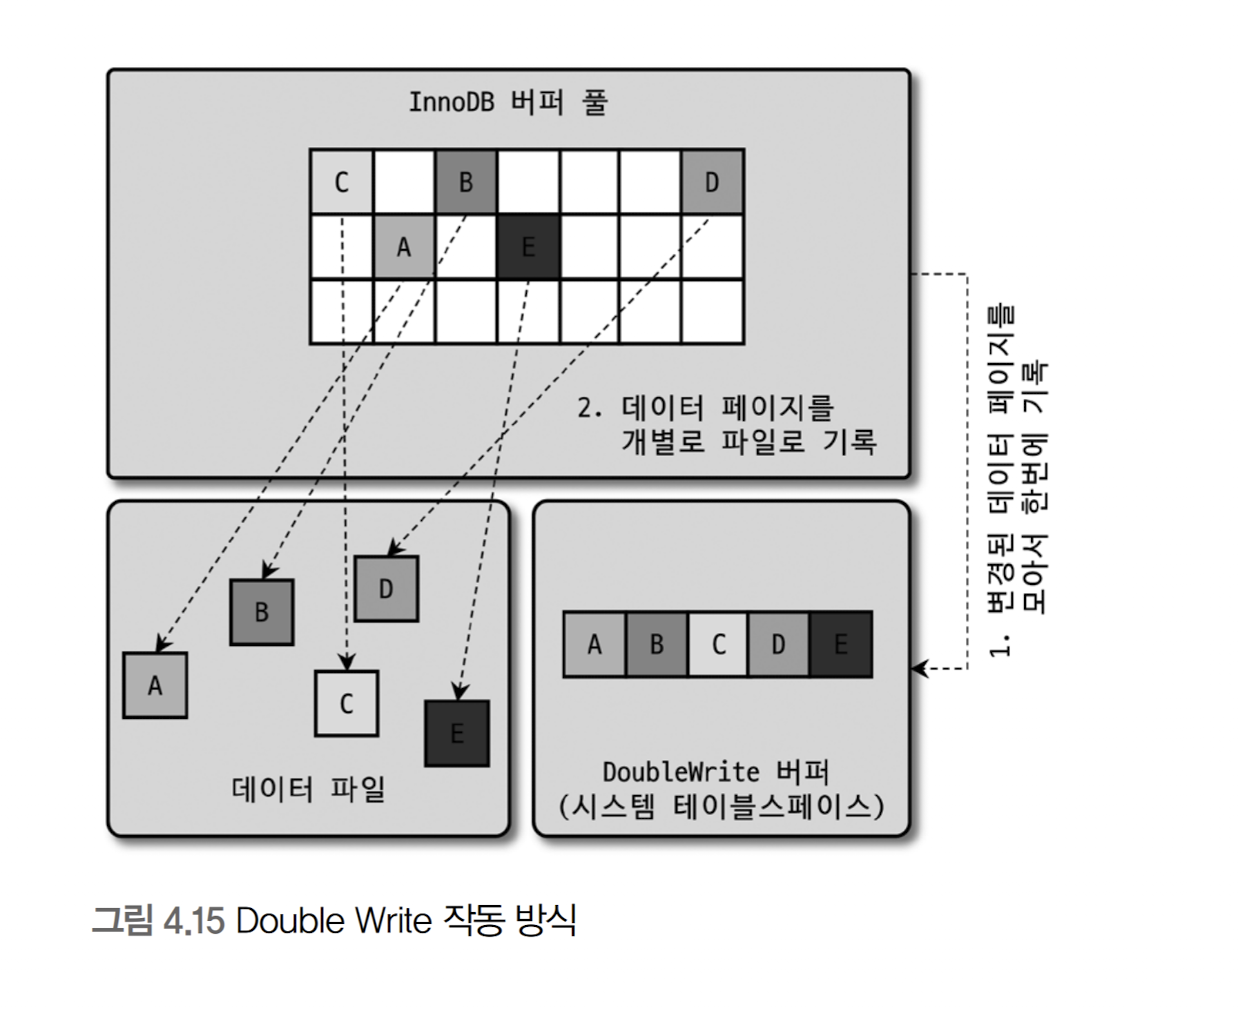 InnoDB 버퍼 풀
C
B
D
A
E
2. 데이터 페이지를
개별로 파일로 기록
1. 변경된 데이터 페이지를
모아서 한번에 기록
D
B
A
C
E
데이터 파일
A B C D E
DoubleWrite 버퍼
(시스템 테이블스페이스)
그림 4.15 Double Write 작동 방식